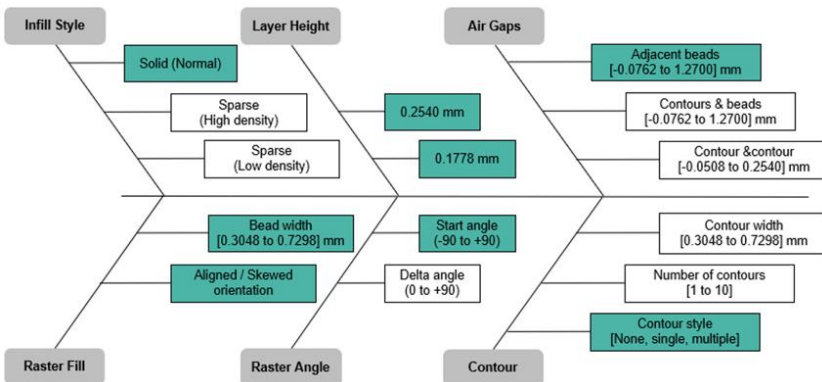 Infill Style
Layer Height
Air Gaps
Solid (Normal)
Sparse
(High density)
Sparse
(Low density)
0.2540 mm
0.1778 mm
Adjacent beads
[-0.0762 to 1.2700] mm
Contours & beads
[-0.0762 to 1.2700] mm
Contour &contour
[-0.0508 to 0.2540] mm
Bead width
[0.3048 to 0.7298] mm
Aligned / Skewed
orientation
Start angle
(-90 to +90)
Delta angle
(0 to +90)
Contour width
[0.3048 to 0.7298] mm
Number of contours
[1 to 10]
Contour style
[None, single, multiple]
Raster Fill
Raster Angle
Contour